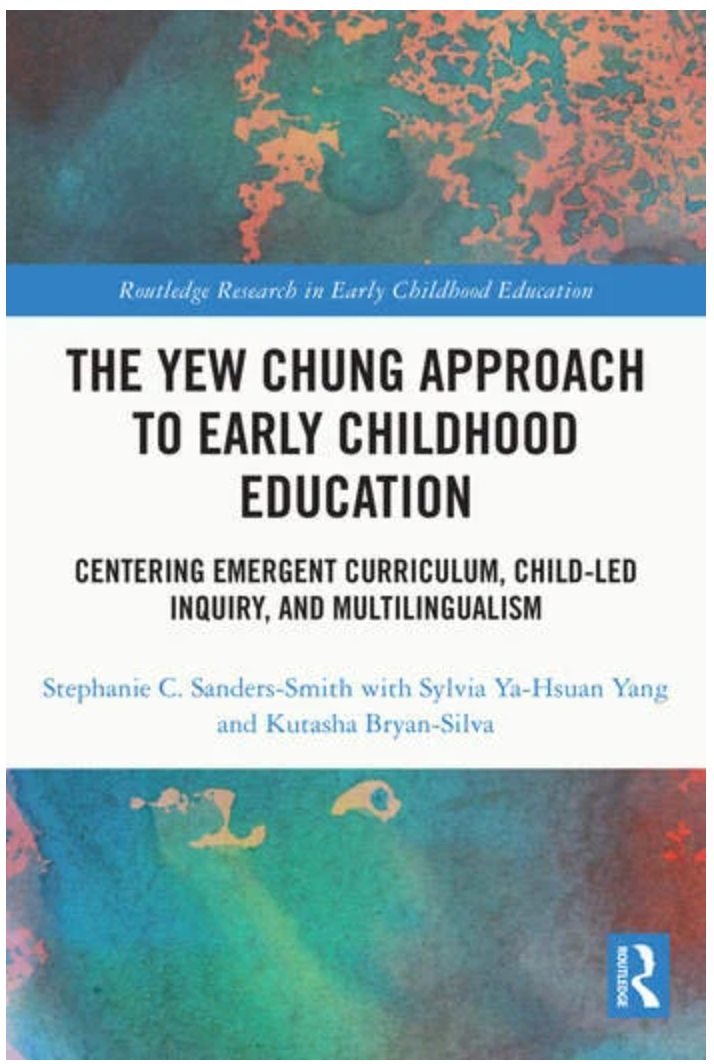 Routledge Research in Early Childhood Education
THE YEW CHUNG APPROACH
TO EARLY CHILDHOOD
EDUCATION
CENTERING EMERGENT CURRICULUM, CHILD-LED
INQUIRY, AND MULTILINGUALISM
Stephanie C. Sanders-Smith with Sylvia Ya-Hsuan Yang
and Kutasha Bryan-Silva
ROUTLEDGE